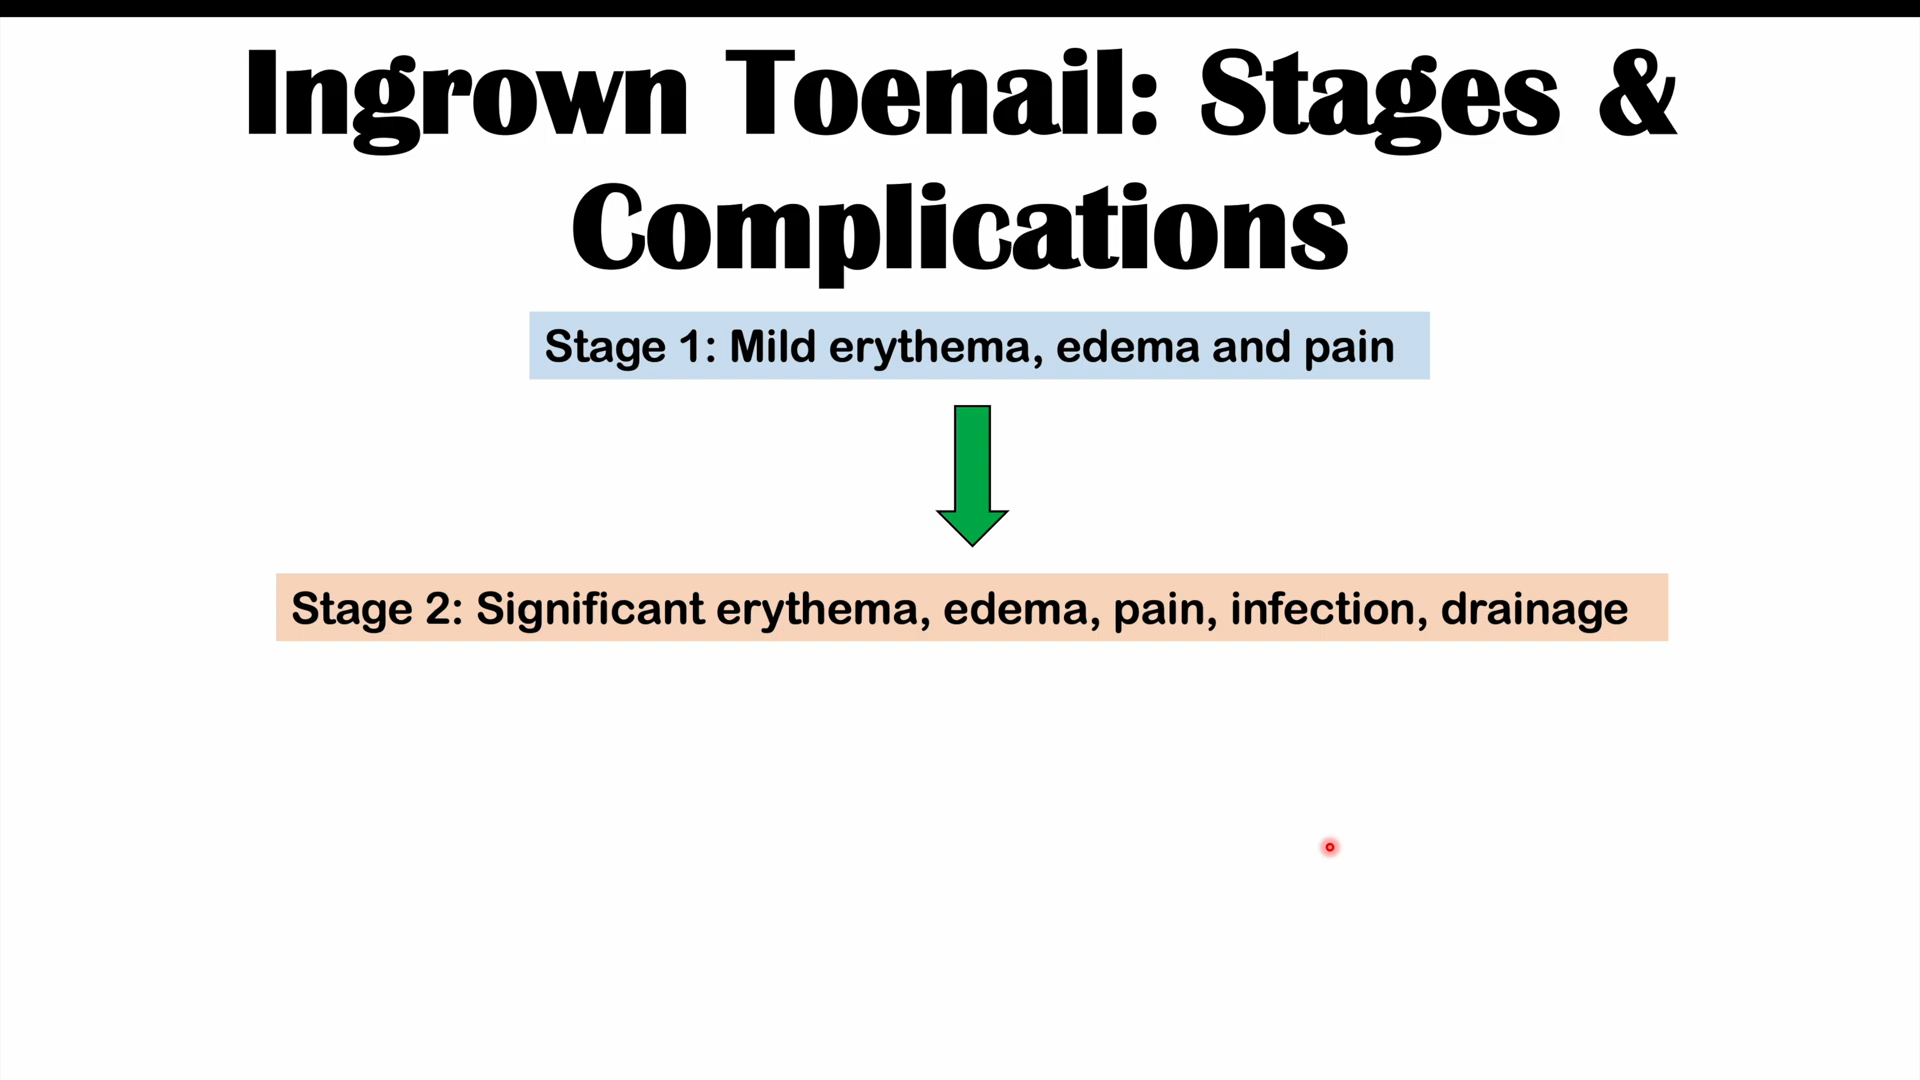 Ingrown Toenail: Stages &
Complications
Stage 1: Mild erythema, edema and pain
Stage 2: Significant erythema, edema, pain, infection, drainage